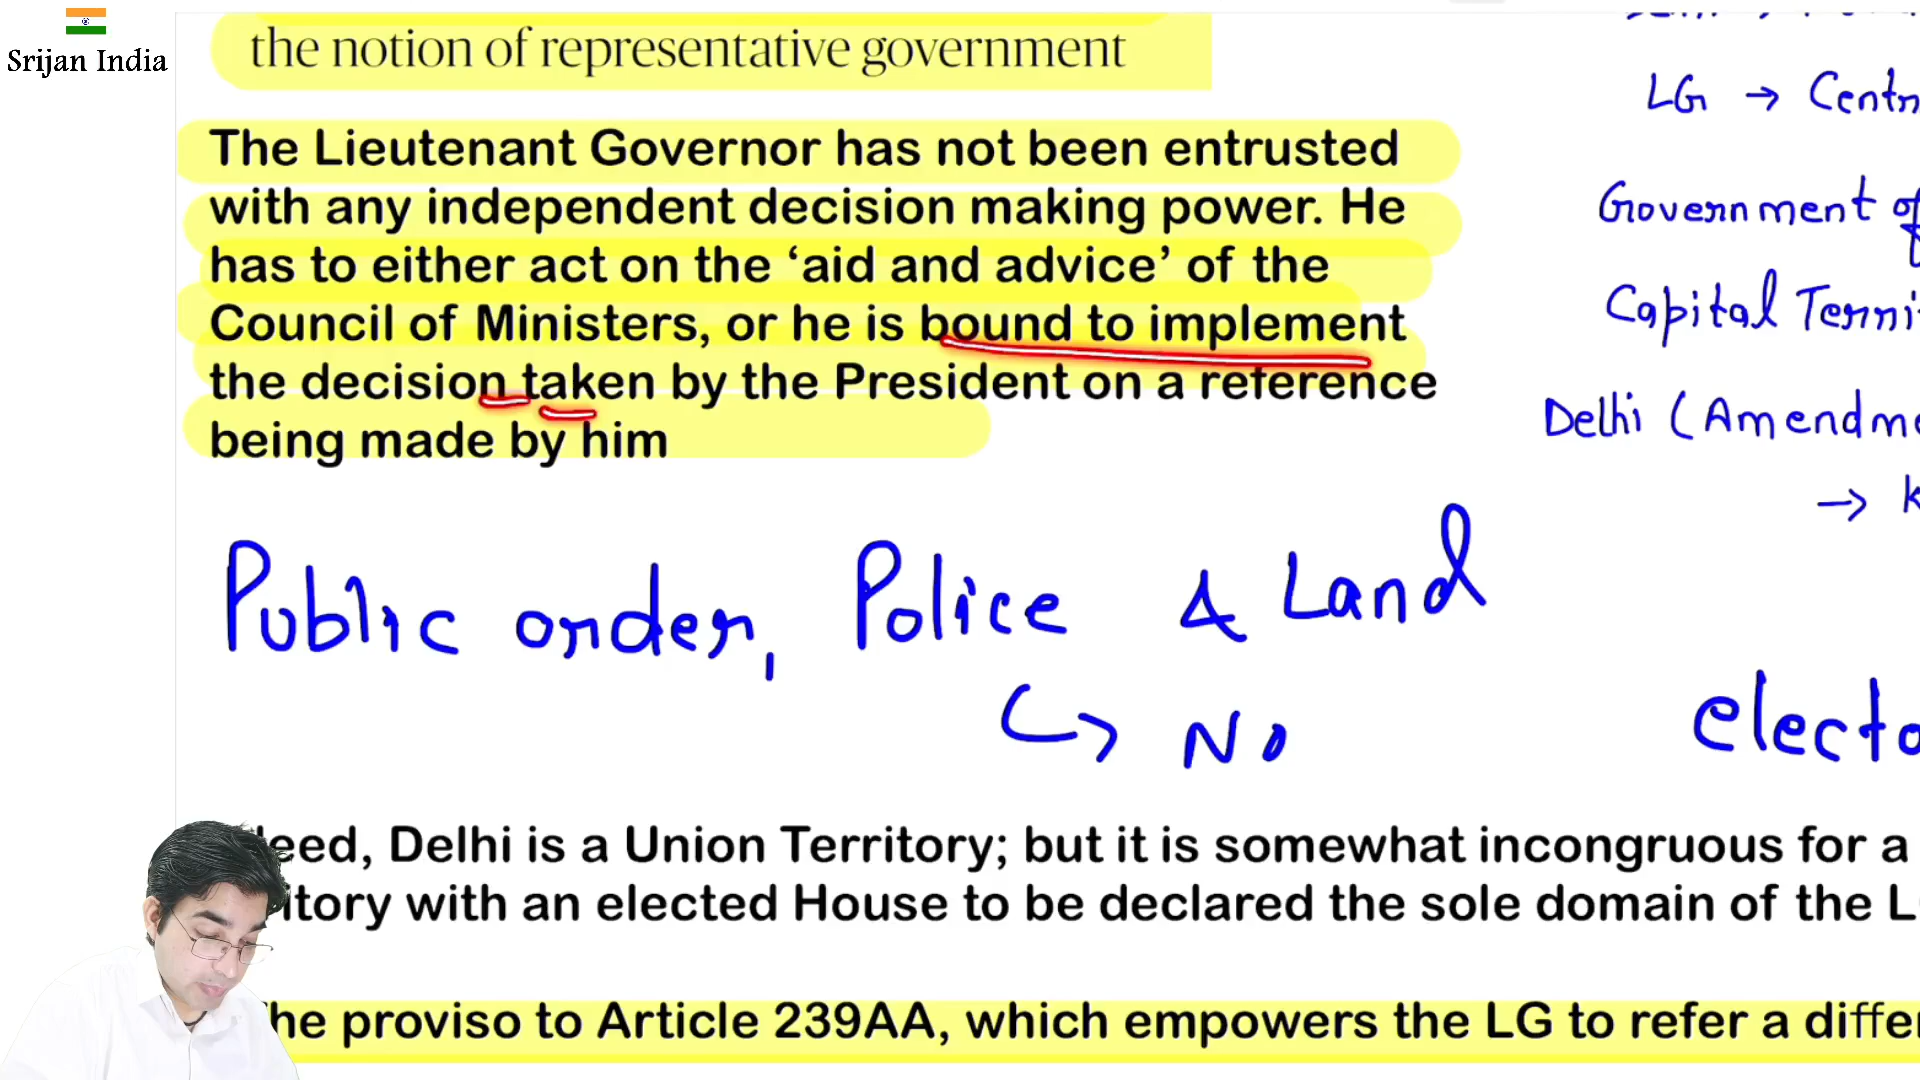 Srijan India
the notion of representative government
The Lieutenant Governor has not been entrusted
with any independent decision making power. He
has to either act on the ‘aid and advice’ of the
Council of Ministers, or he is bound to implement
the decision taken by the President on a reference
being made by him
Public order, Police & Land
↳ No
Delhi, is a Union Territory; but it is somewhat incongruous for a
with an elected House to be declared the sole domain of the
proviso to Article 239AA, which empowers the LG to refer a
LG → Centr
Government of
Capital Terri
Delhi (Amendme
→ K
electo